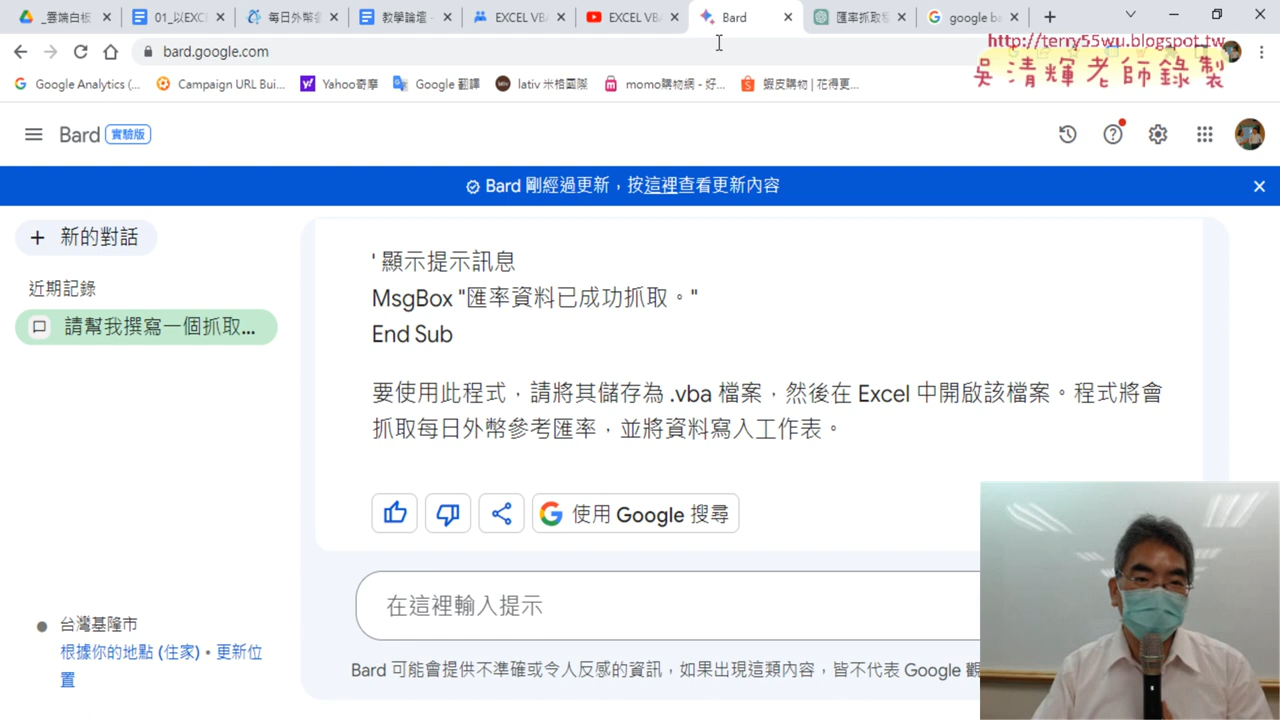 _雲端白板
01_以EXC
每日外幣參
教學論壇 -
EXCEL VBA
EXCEL VBA
Bard
匯率抓取程
google ba
bard.google.com
http://terry55wu.blogspot.tw
吳清輝老師錄製
Google Analytics (...
Campaign URL Bui...
Yahoo奇摩
Google 翻譯
lativ 米格國際
momo購物網 - 好...
蝦皮購物 | 花得更...
Bard 實驗版
Bard 剛經過更新，按這裡查看更新內容
+ 新的對話
近期記錄
請幫我撰寫一個抓取...
' 顯示提示訊息
MsgBox "匯率資料已成功抓取。"
End Sub
要使用此程式，請將其儲存為 .vba 檔案，然後在 Excel 中開啟該檔案。程式將會
抓取每日外幣參考匯率，並將資料寫入工作表。
使用 Google 搜尋
在這裡輸入提示
台灣基隆市
根據你的地點 (住家) • 更新位
置
Bard 可能會提供不準確或令人反感的資訊，如果出現這類內容，皆不代表 Google 觀